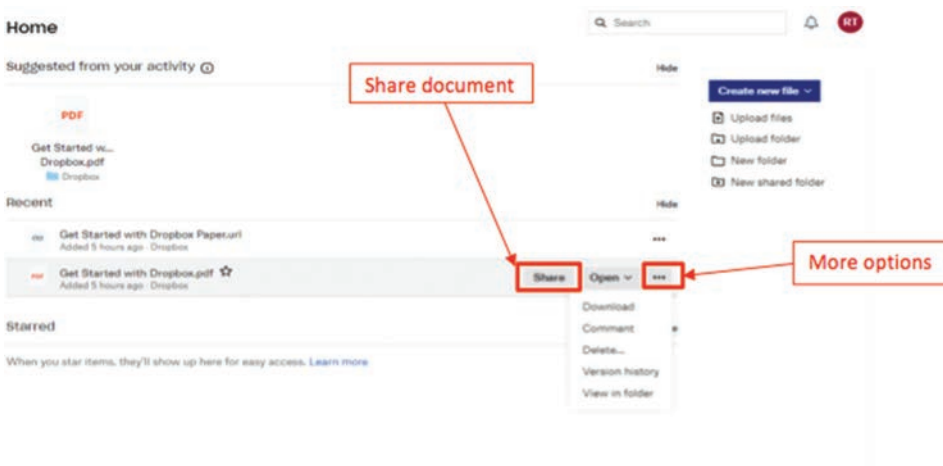 Home
Search
RT
Suggested from your activity
Hide
Share document
Create new file
PDF
Upload files
Get Started w...
Dropbox.pdf
Dropbox
Upload folder
New folder
New shared folder
Recent
Hide
Get Started with Dropbox Paper.url
Added 5 hours ago · Dropbox
•••
Get Started with Dropbox.pdf
Added 5 hours ago · Dropbox
Share
Open
•••
More options
Download
Comment
Delete...
Version history
View in folder
Starred
When you star items, they'll show up here for easy access. Learn more